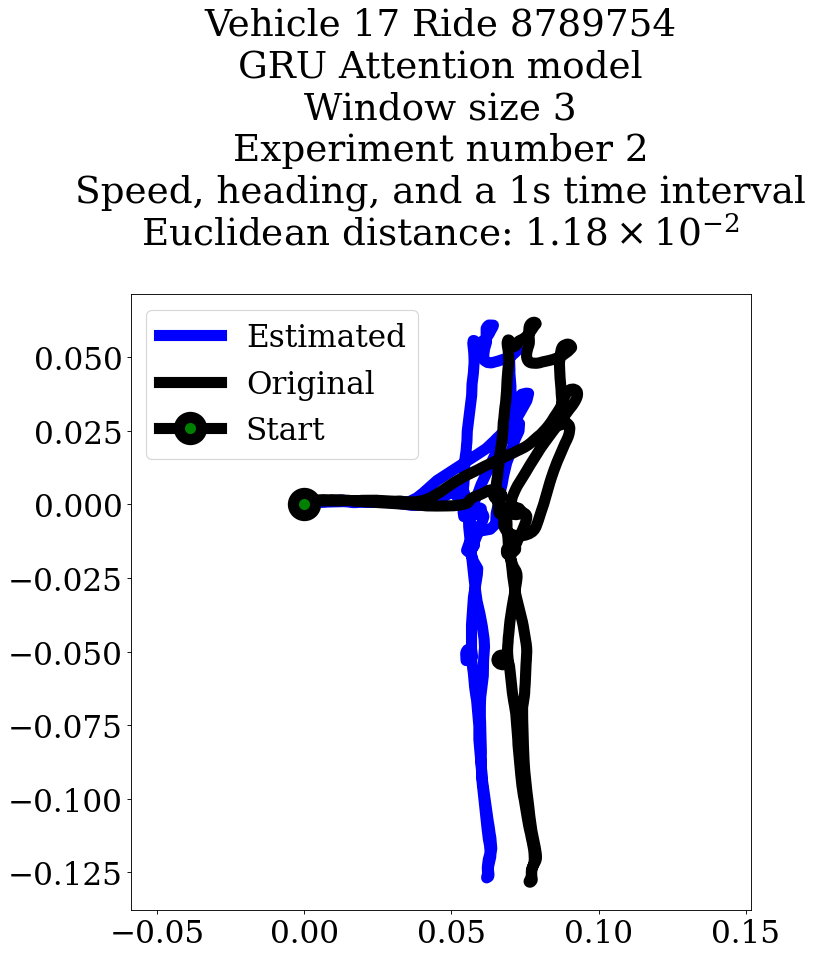 Vehicle 17 Ride 8789754
GRU Attention model
Window size 3
Experiment number 2
Speed, heading, and a 1s time interval
Euclidean distance: 1.18 × 10⁻²
Estimated
Original
Start
0.050
0.025
0.000
−0.025
−0.050
−0.075
−0.100
−0.125
−0.05 0.00 0.05 0.10 0.15